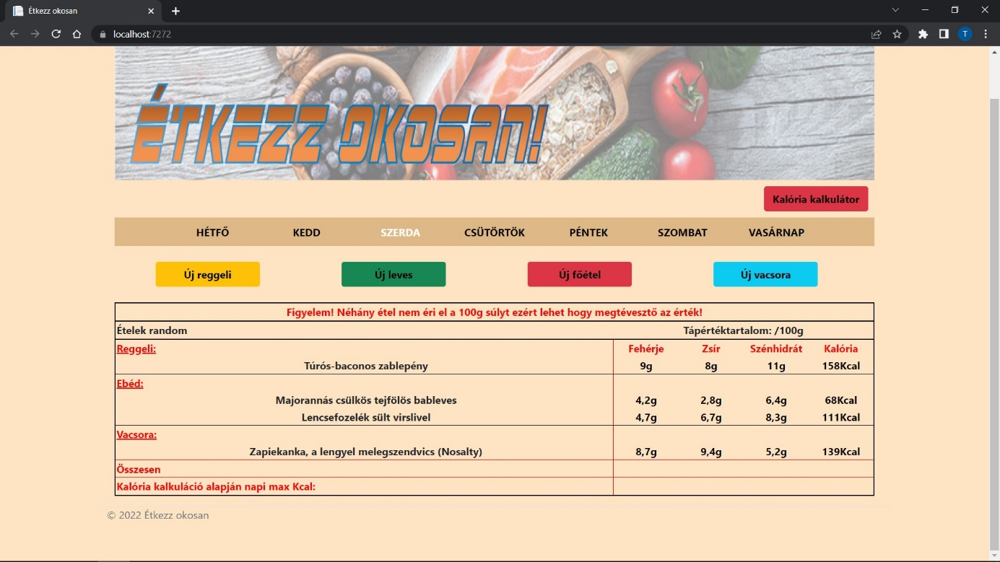 Étkezz okosan
localhost:7272
T
ÉTKEZZ OKOSAN!
Kalória kalkulátor
HÉTFŐ KEDD SZERDA CSÜTÖRTÖK PÉNTEK SZOMBAT VASÁRNAP
Új reggeli Új leves Új főétel Új vacsora
Figyelem! Néhány étel nem éri el a 100g súlyt ezért lehet hogy megtévesztő az érték!
Ételek random Tápértéktartalom: /100g
Reggeli: Fehérje Zsír Szénhidrát Kalória
Túrós-baconos zablepény 9g 8g 11g 158Kcal
Ebéd:
Majorannás csülkös tejfölös bableves 4,2g 2,8g 6,4g 68Kcal
Lencsefozelék sült virslivel 4,7g 6,7g 8,3g 111Kcal
Vacsora:
Zapiekanka, a lengyel melegszendvics (Nosalty) 8,7g 9,4g 5,2g 139Kcal
Összesen
Kalória kalkuláció alapján napi max Kcal:
© 2022 Étkezz okosan